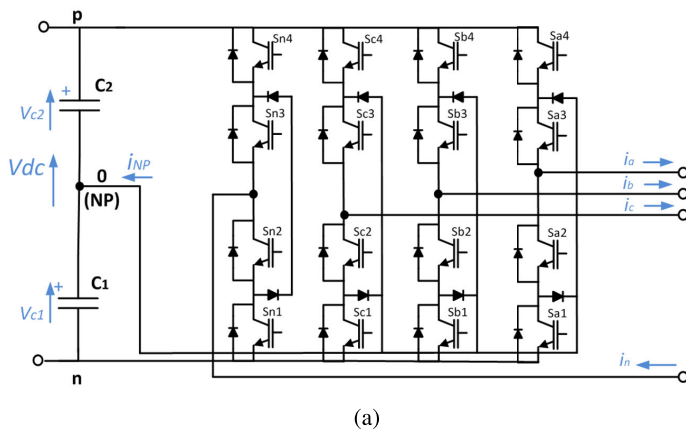 p
Sn4 Sc4 Sb4 Sa4
+ C2
Vc2
Sn3 Sc3 Sb3 Sa3
Vdc
0 iNP
(NP)
ia
ib
ic
Sn2 Sc2 Sb2 Sa2
+ C1
Vc1
Sn1 Sc1 Sb1 Sa1
n
in
(a)